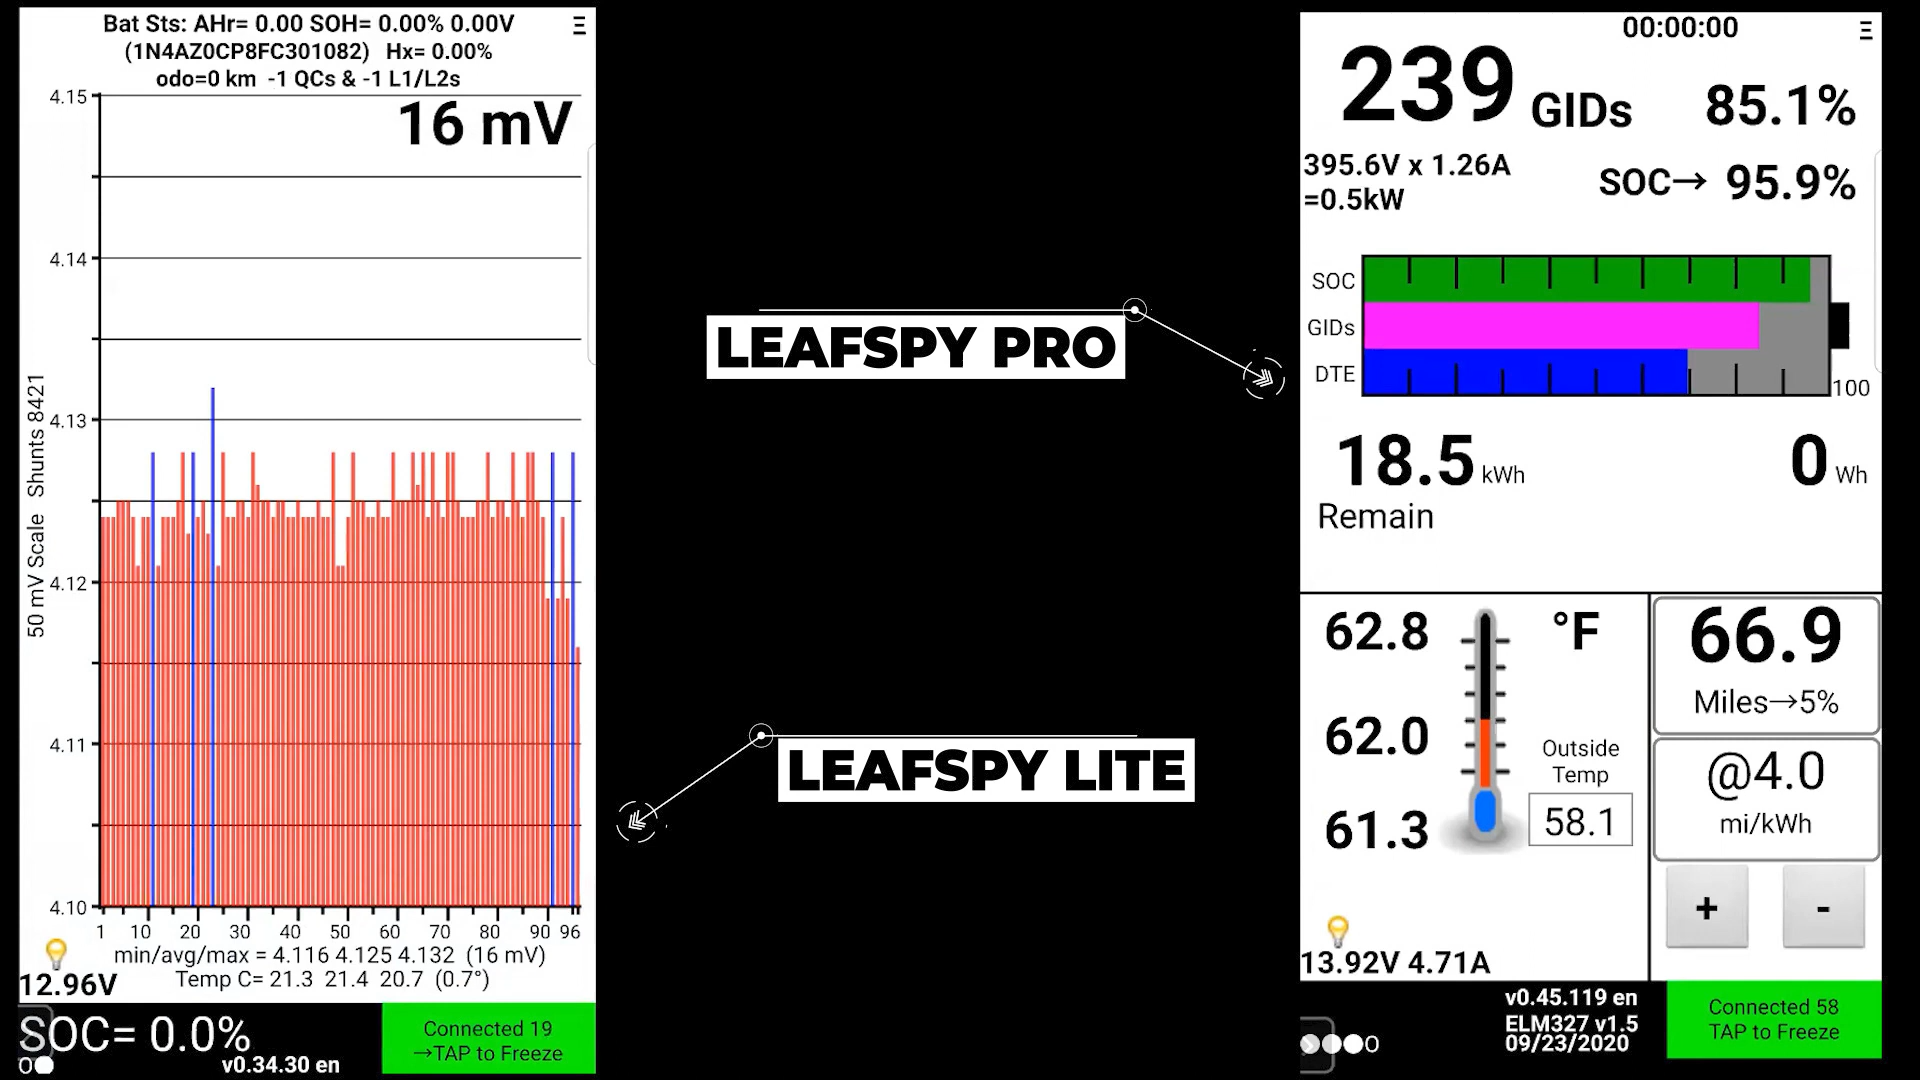 Bat Sts: AHr= 0.00 SOH= 0.00% 0.00V
Ξ
(1N4AZ0CP8FC301082) Hx= 0.00%
odo=0 km -1 QCs & -1 L1/L2s
16 mV
4.15
4.14
4.13
4.12
4.11
4.10
50 mV Scale Shunts 8421
1 10 20 30 40 50 60 70 80 90 96
min/avg/max = 4.116 4.125 4.132 (16 mV)
Temp C= 21.3 21.4 20.7 (0.7°)
12.96V
SOC= 0.0%
v0.34.30 en
Connected 19
→TAP to Freeze
LEAFSPY PRO
LEAFSPY LITE
00:00:00
Ξ
239 GIDs 85.1%
395.6V x 1.26A
=0.5kW
SOC→ 95.9%
SOC
GIDs
DTE
100
18.5 kWh
0 Wh
Remain
62.8 °F
62.0
61.3
Outside
Temp
58.1
66.9
Miles→5%
@4.0
mi/kWh
+ -
13.92V 4.71A
v0.45.119 en
ELM327 v1.5
09/23/2020
Connected 58
TAP to Freeze